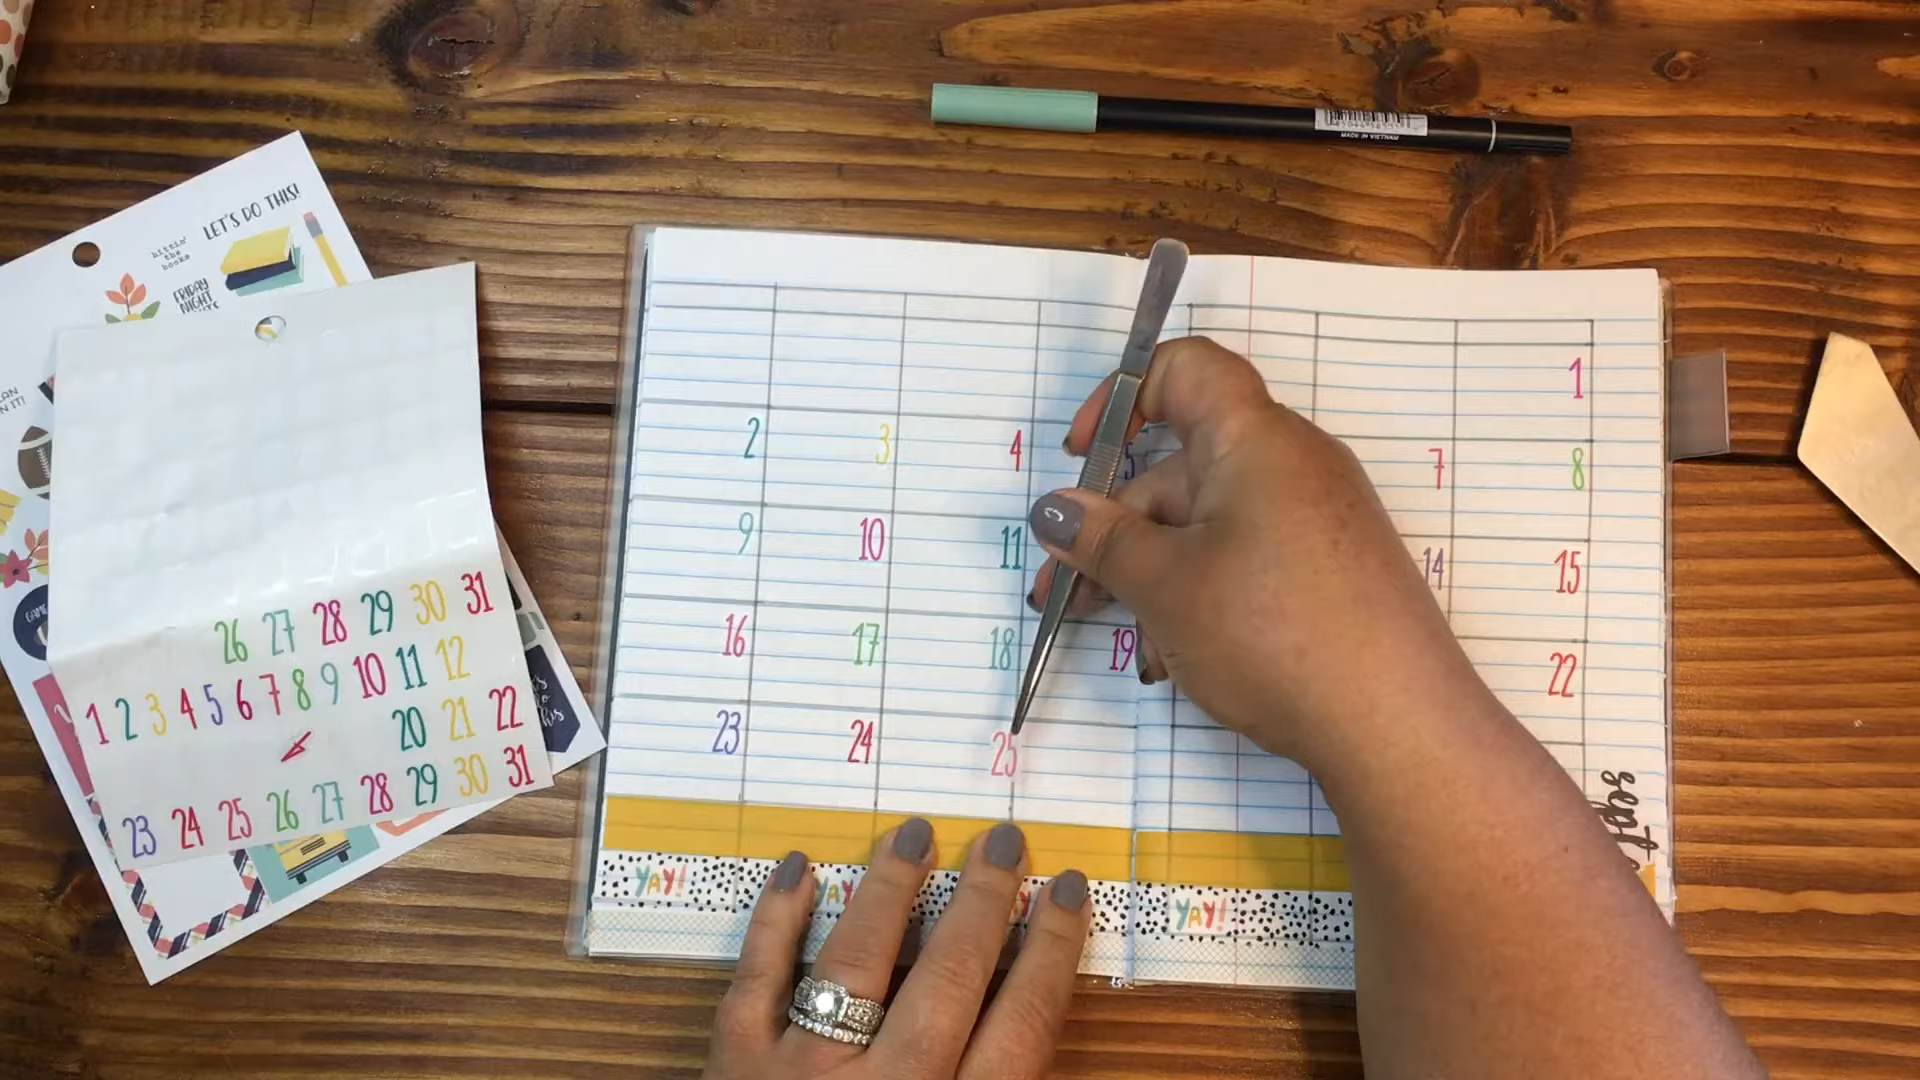 LET'S DO THIS!
hittin'
the
books
FRIDAY
NIGHT
MADE IN VIETNAM
1
2 3 4 5 7 8
9 10 11 14 15
16 17 18 19 22
23 24 25
sept.
YAY! YAY YAY!
26 27 28 29 30 31
1 2 3 4 5 6 7 8 9 10 11 12
20 21 22
23 24 25 26 27 28 29 30 31